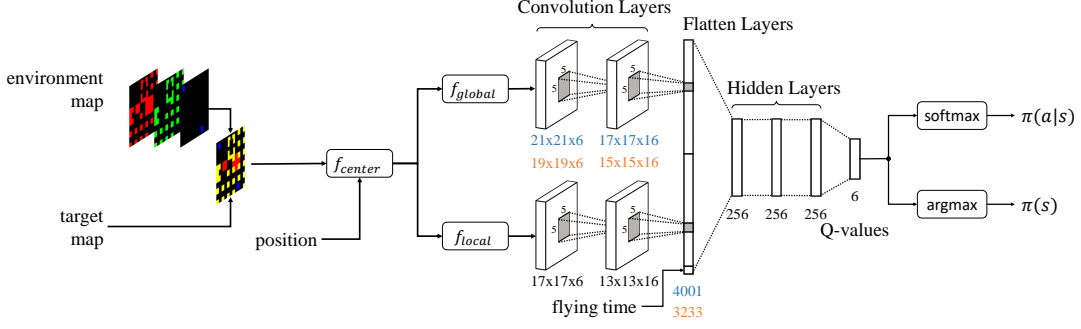 Convolution Layers
Flatten Layers
environment
map
f_global
5
5
5
5
21x21x6
17x17x16
19x19x6
15x15x16
Hidden Layers
softmax
π(a|s)
f_center
256
256
256
6
Q-values
argmax
π(s)
target
map
position
f_local
5
5
5
5
17x17x6
13x13x16
flying time
4001
3233